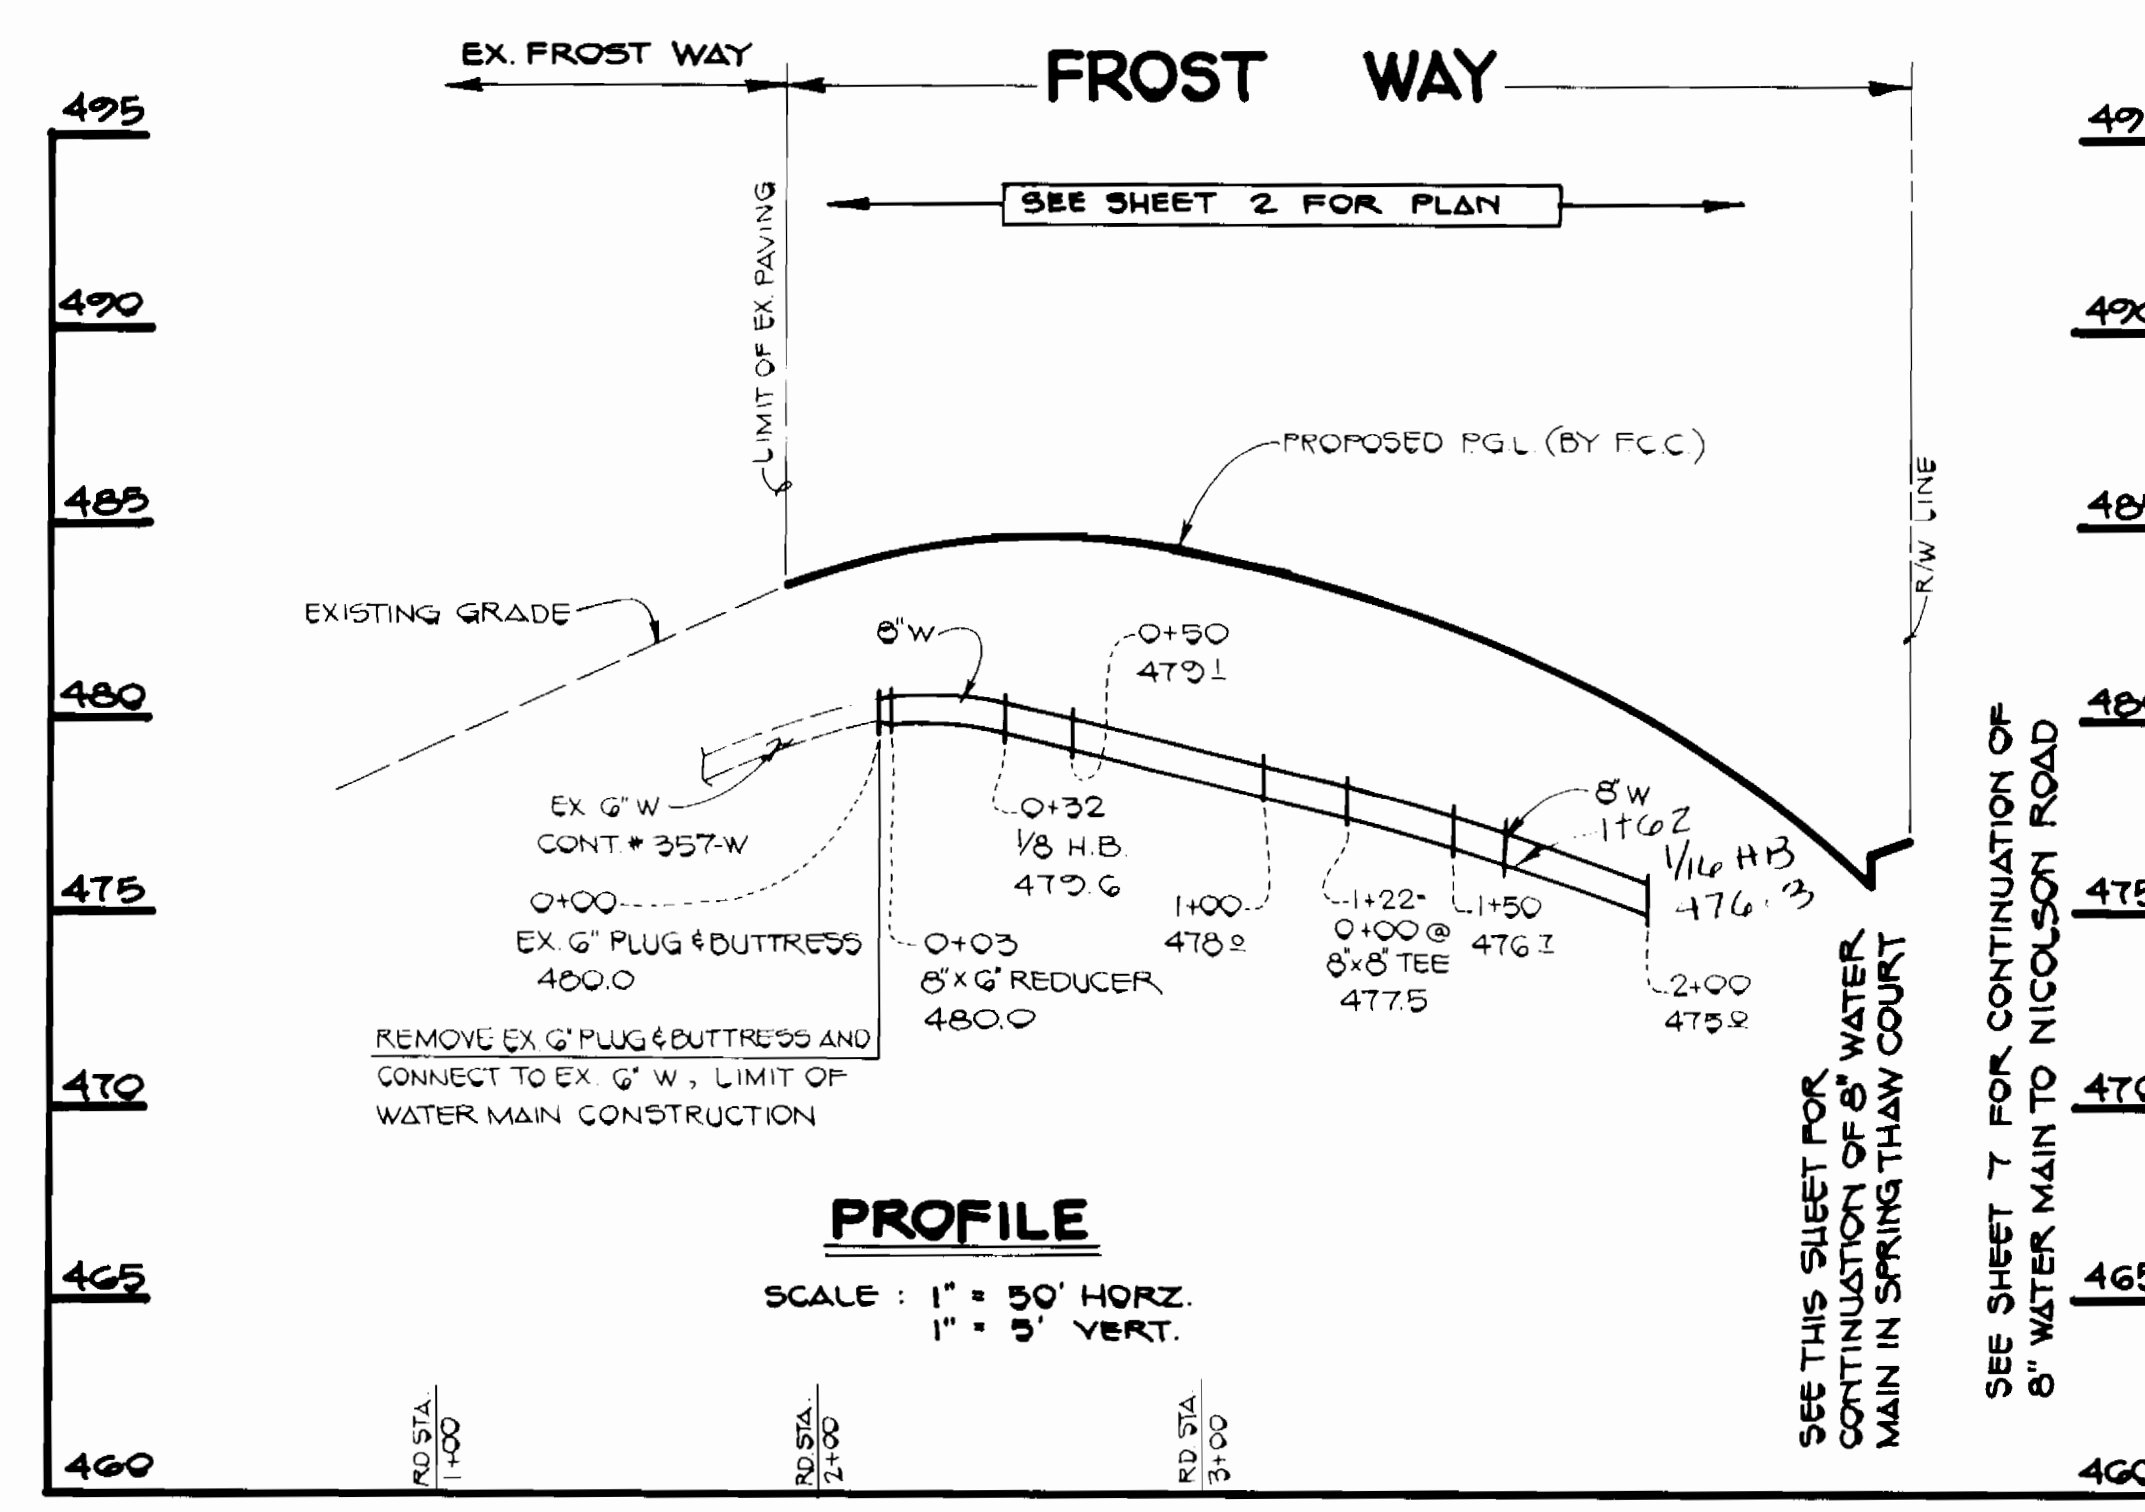 EX. FROST WAY
FROST WAY
SEE SHEET 2 FOR PLAN
LIMIT OF EX. PAVING
495
490
485
480
475
470
465
460
PROPOSED P.G.L. (BY F.C.C.)
R/W LINE
EXISTING GRADE
8"W
0+50
479 1
EX 6" W
CONT. # 357-W
0+32
1/8 H.B.
479.6
8"W
1+62
1/16 HB
476.3
0+00
EX. 6" PLUG & BUTTRESS
480.0
0+03
8"X6" REDUCER
480.0
1+00
478 0
1+22-
0+00 @
8"x8" TEE
477.5
1+50
476 7
2+00
475 0
REMOVE EX. 6" PLUG & BUTTRESS AND
CONNECT TO EX. 6" W, LIMIT OF
WATER MAIN CONSTRUCTION
PROFILE
SCALE : 1" = 50' HORZ.
1" = 5' VERT.
RD STA.
1+00
RD. STA.
2+00
RD. STA
3+00
SEE THIS SHEET FOR
CONTINUATION OF 8" WATER
MAIN IN SPRING THAW COURT
SEE SHEET 7 FOR CONTINUATION OF
8" WATER MAIN TO NICOLSON ROAD
490
475
470
465
460